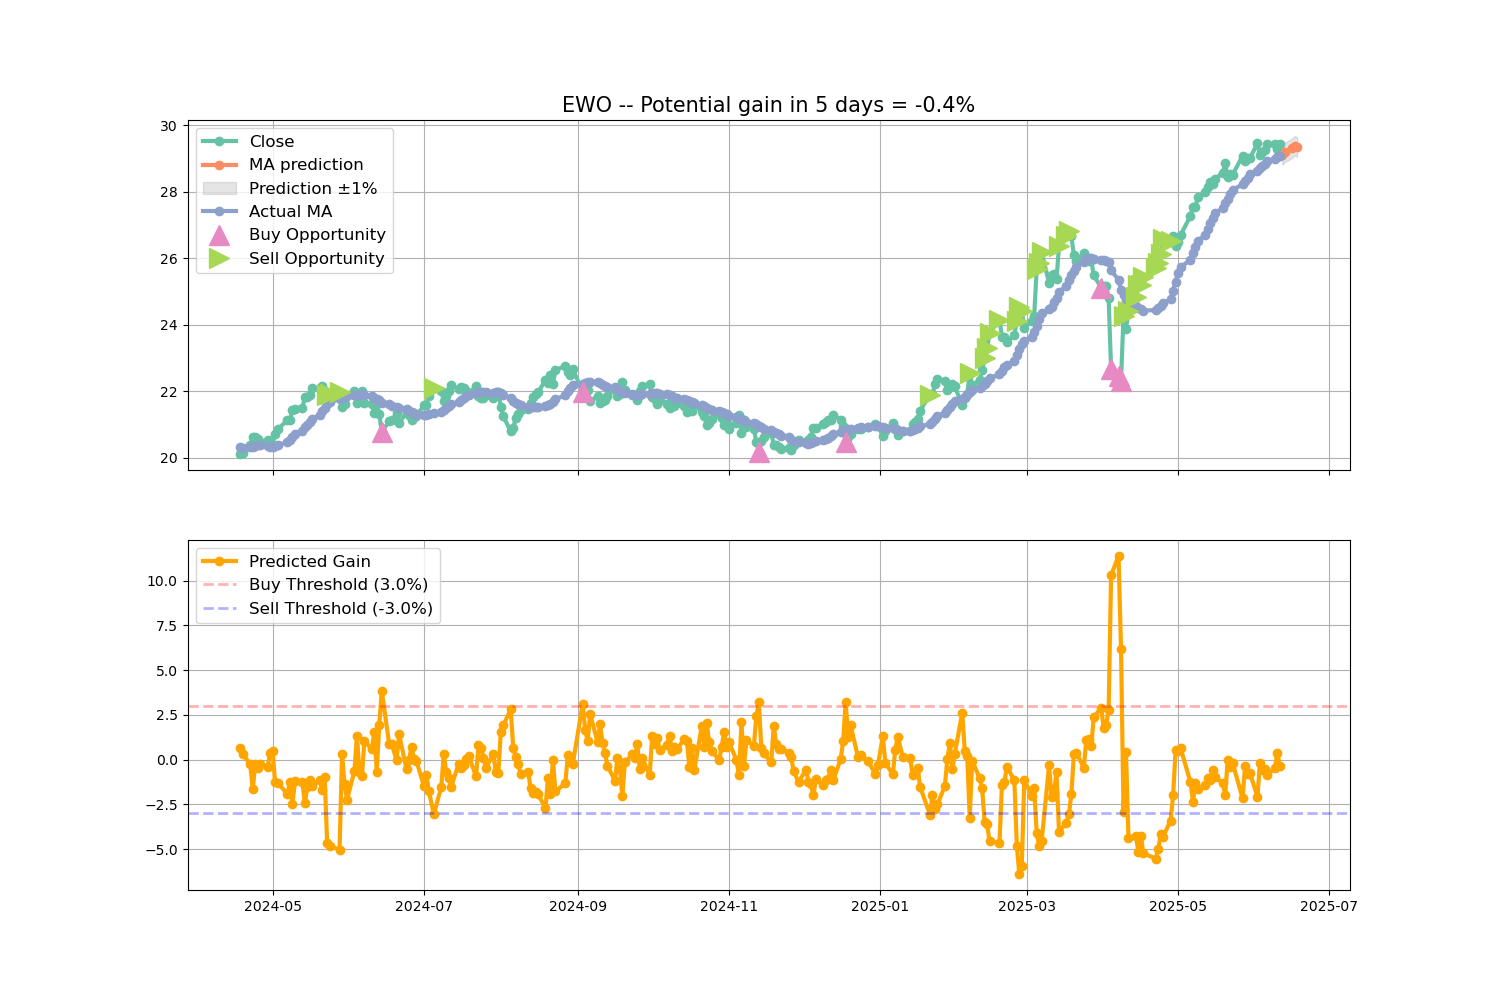 EWO -- Potential gain in 5 days = -0.4%
30
28
26
24
22
20
Close
MA prediction
Prediction ±1%
Actual MA
Buy Opportunity
Sell Opportunity
10.0
7.5
5.0
2.5
0.0
−2.5
−5.0
Predicted Gain
Buy Threshold (3.0%)
Sell Threshold (-3.0%)
2024-05
2024-07
2024-09
2024-11
2025-01
2025-03
2025-05
2025-07